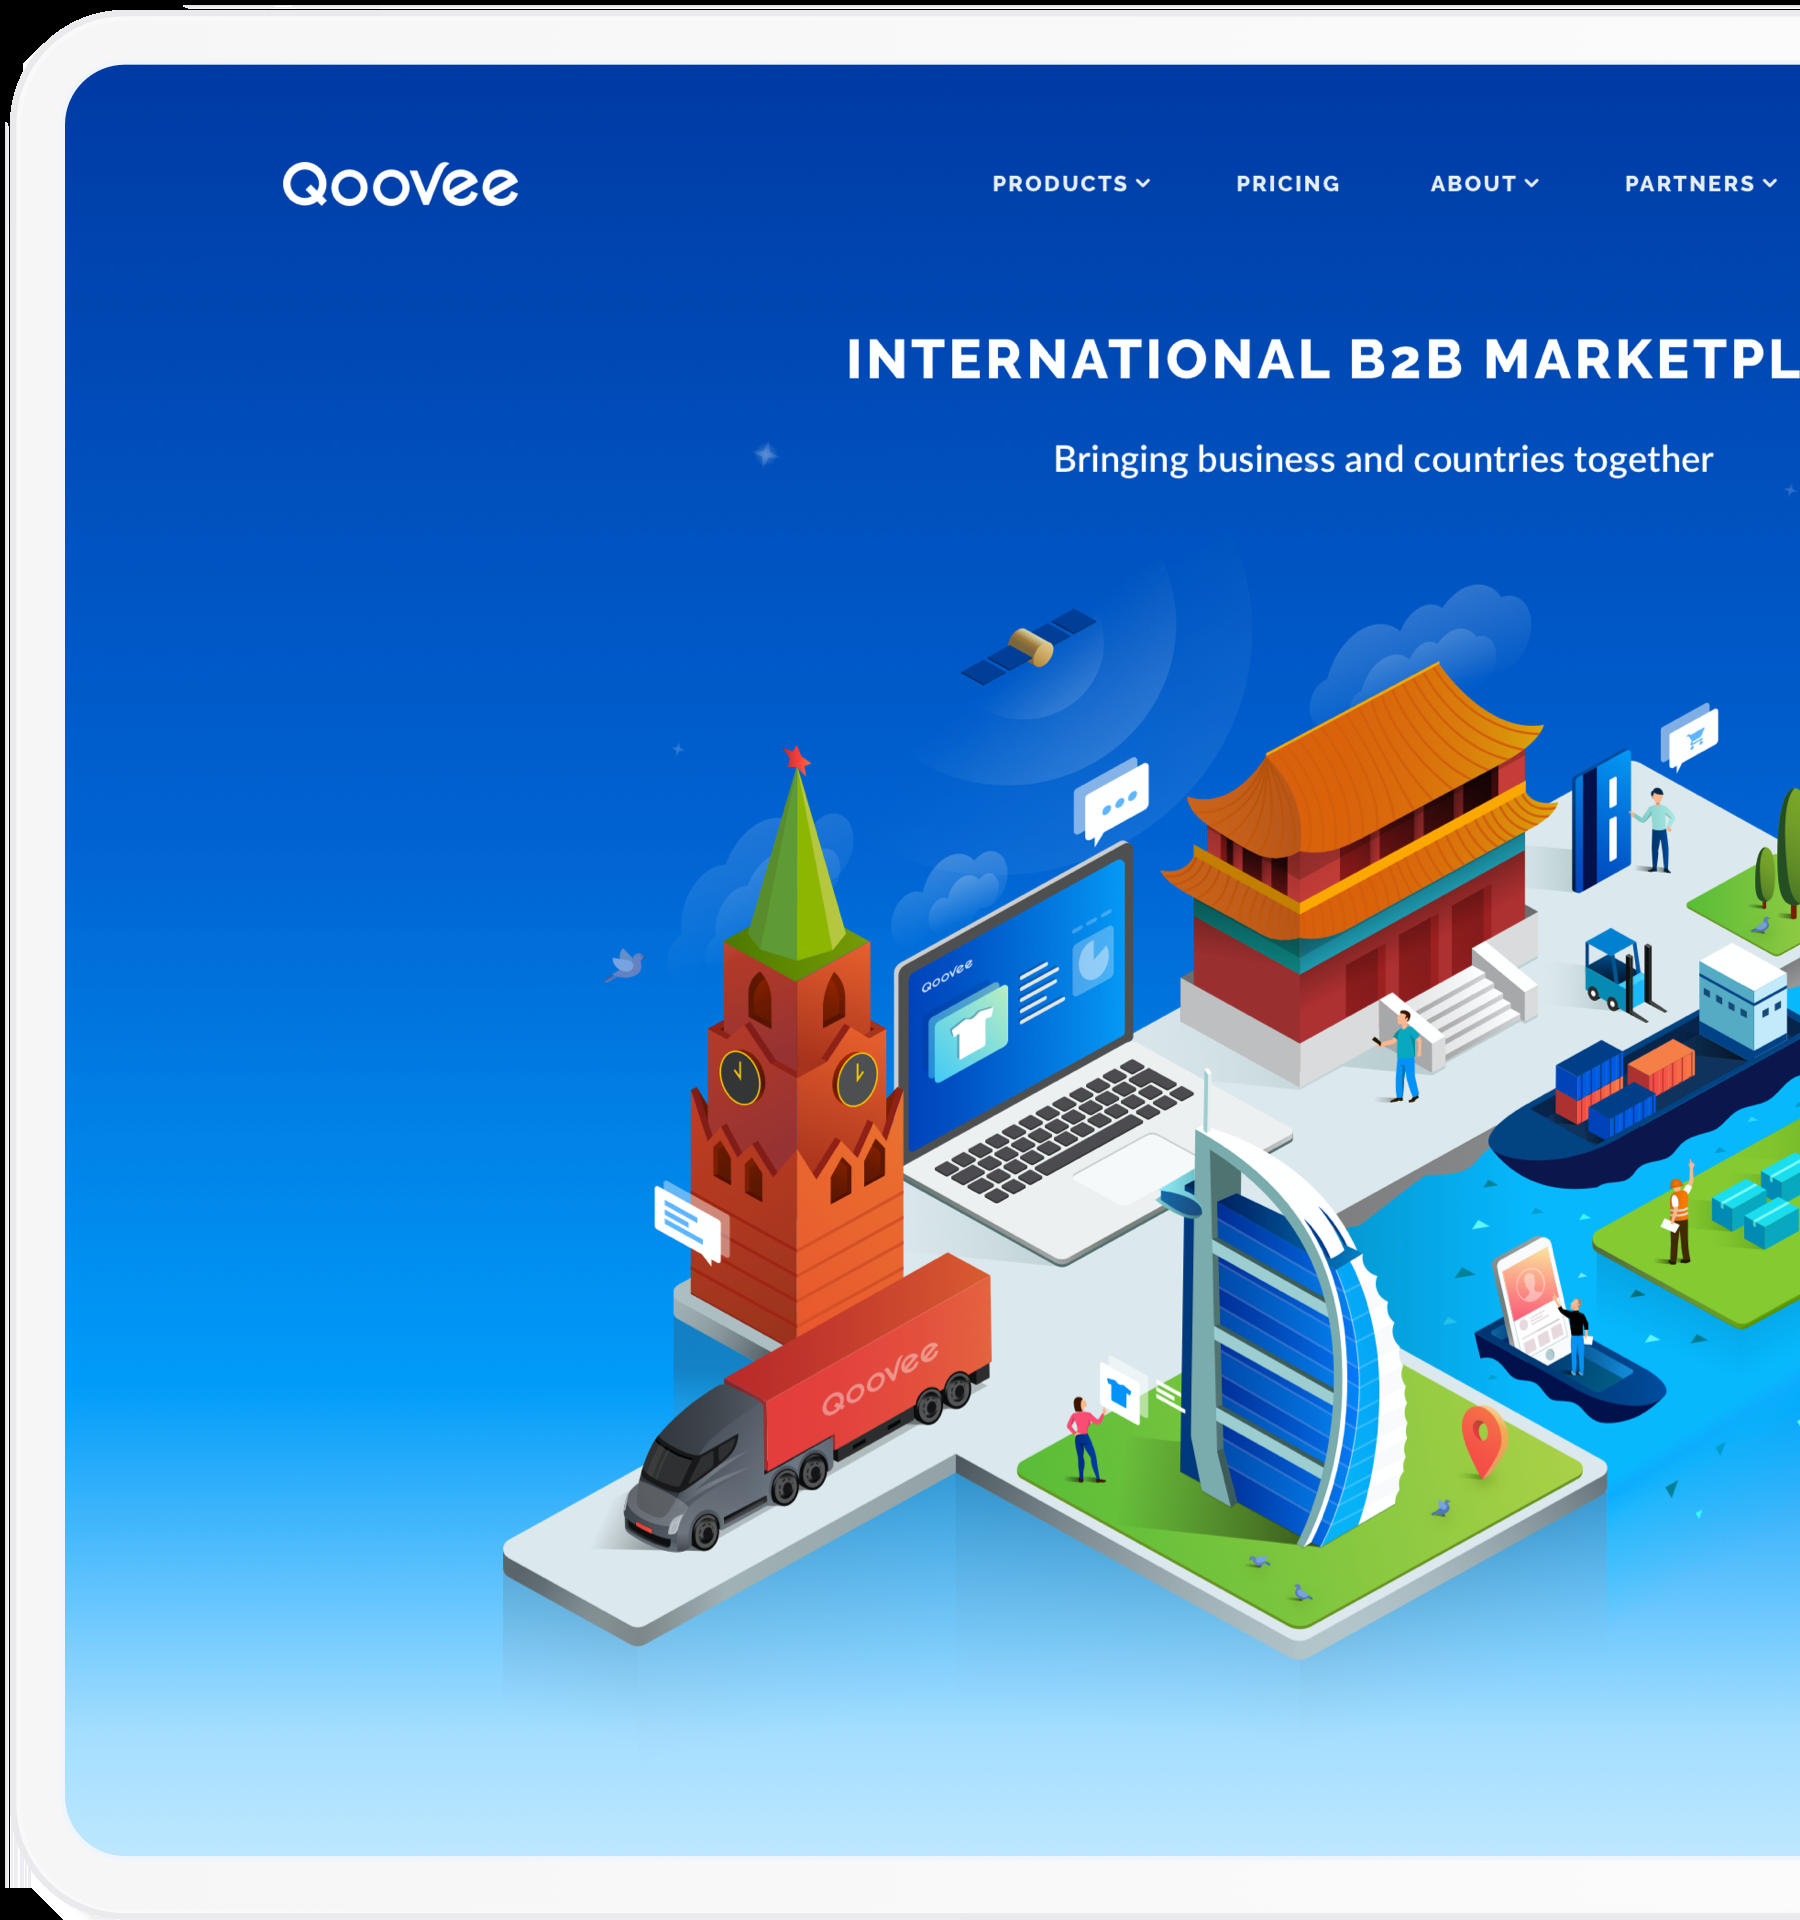 Qoovee
PRODUCTS PRICING ABOUT PARTNERS
INTERNATIONAL B2B MARKETPL
Bringing business and countries together
Qoovee
Qoovee